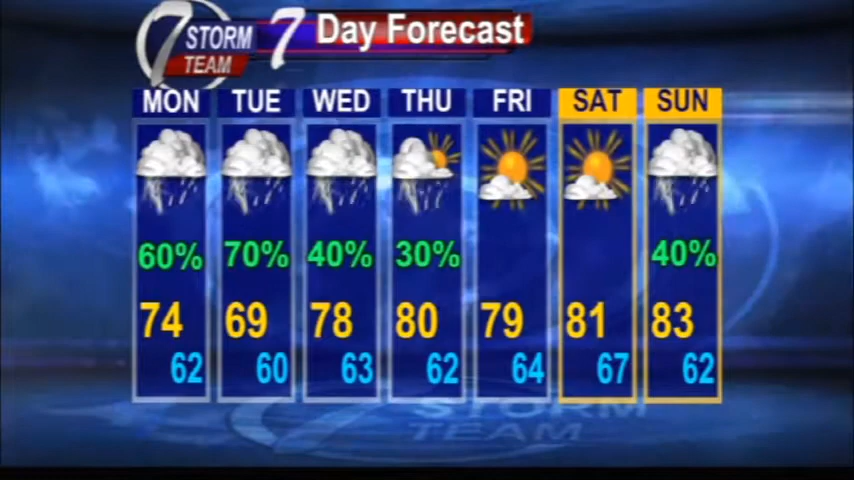 7 STORM TEAM
7 Day Forecast
MON TUE WED THU FRI SAT SUN
60% 70% 40% 30% 40%
74 69 78 80 79 81 83
62 60 63 62 64 67 62
7 STORM
TEAM